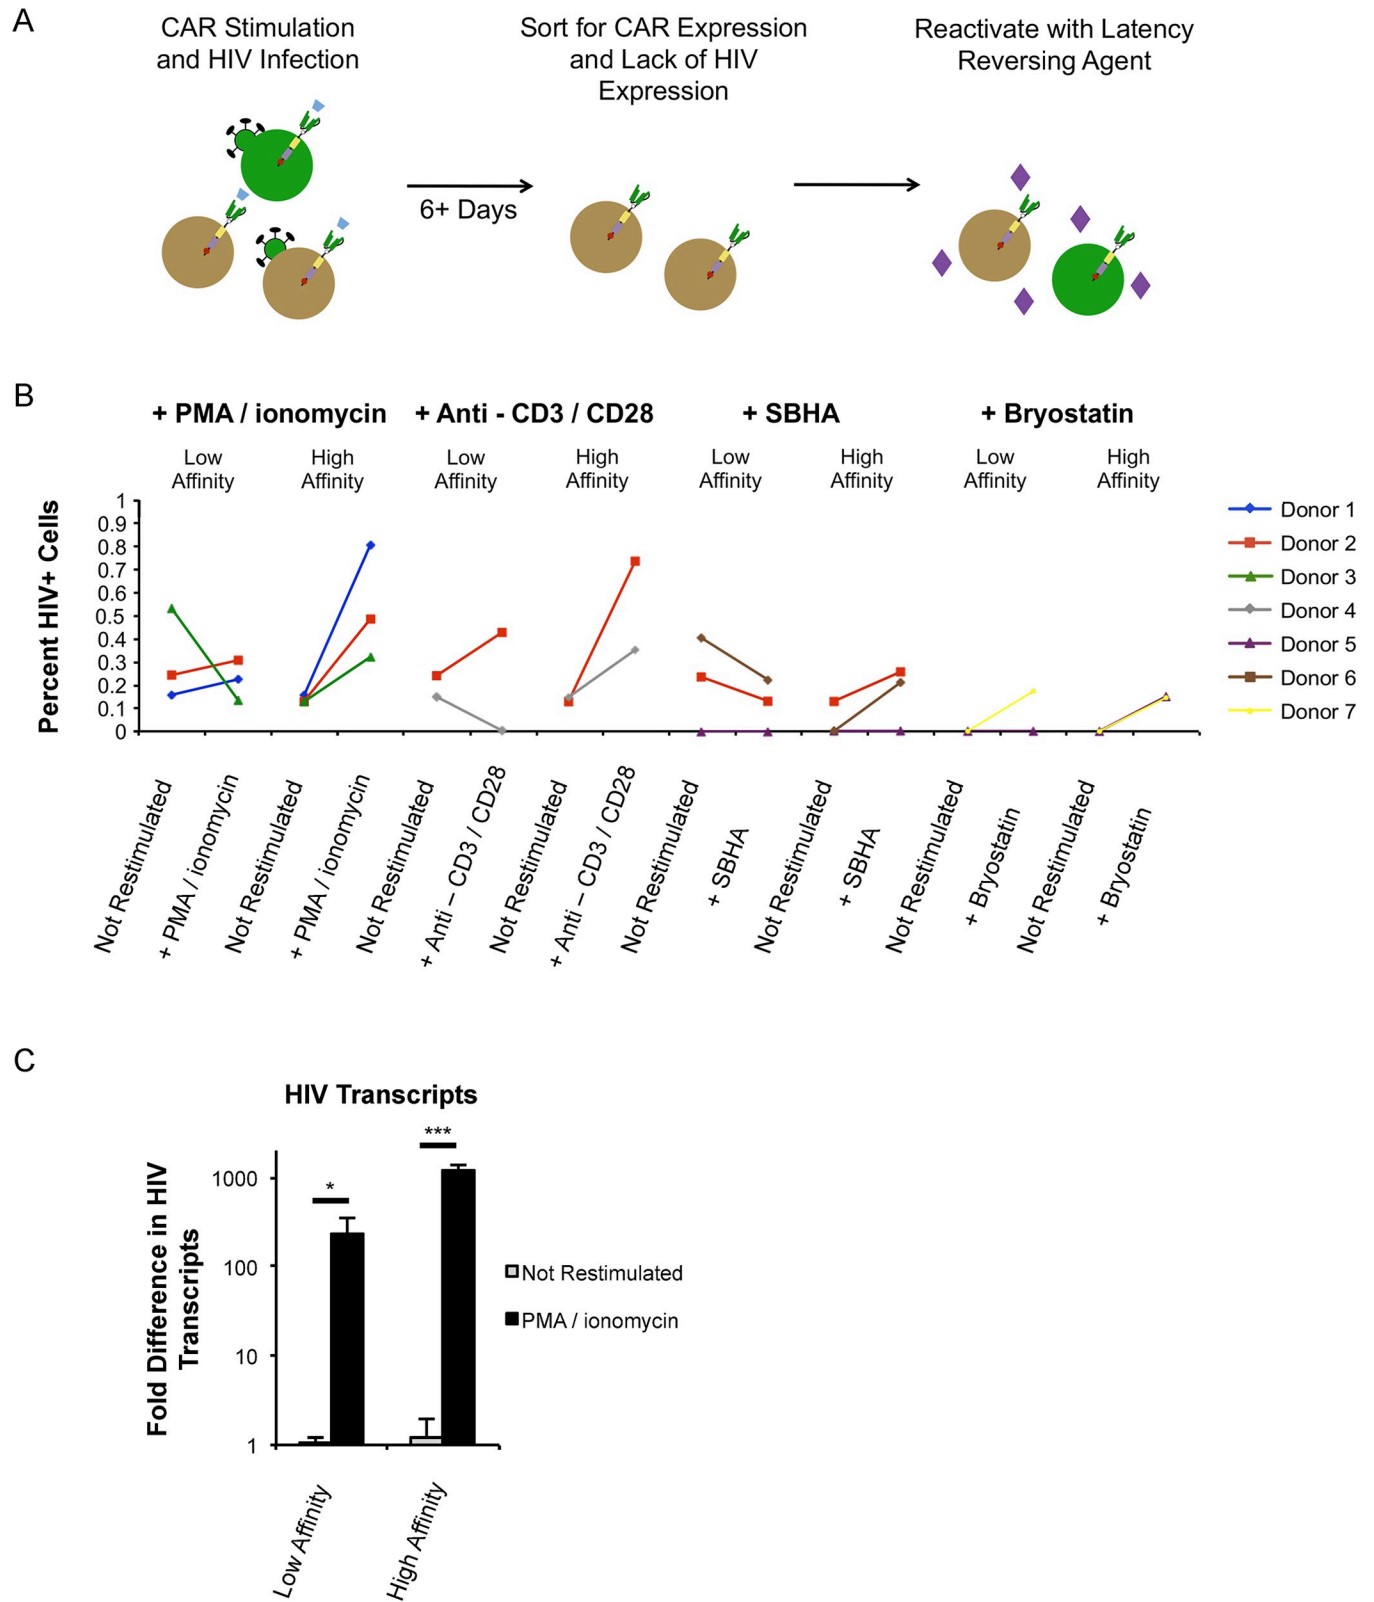 A
CAR Stimulation
and HIV Infection
Sort for CAR Expression
and Lack of HIV
Expression
Reactivate with Latency
Reversing Agent
6+ Days
B
+ PMA / ionomycin
+ Anti - CD3 / CD28
+ SBHA
+ Bryostatin
Low
Affinity
High
Affinity
Low
Affinity
High
Affinity
Low
Affinity
High
Affinity
Low
Affinity
High
Affinity
Percent HIV+ Cells
1
0.9
0.8
0.7
0.6
0.5
0.4
0.3
0.2
0.1
0
Donor 1
Donor 2
Donor 3
Donor 4
Donor 5
Donor 6
Donor 7
Not Restimulated
+ PMA / ionomycin
Not Restimulated
+ PMA / ionomycin
Not Restimulated
+ Anti – CD3 / CD28
Not Restimulated
+ Anti – CD3 / CD28
Not Restimulated
+ SBHA
Not Restimulated
+ SBHA
Not Restimulated
+ Bryostatin
Not Restimulated
+ Bryostatin
C
HIV Transcripts
Fold Difference in HIV
Transcripts
1000
100
10
1
*
***
Not Restimulated
PMA / ionomycin
Low Affinity
High Affinity